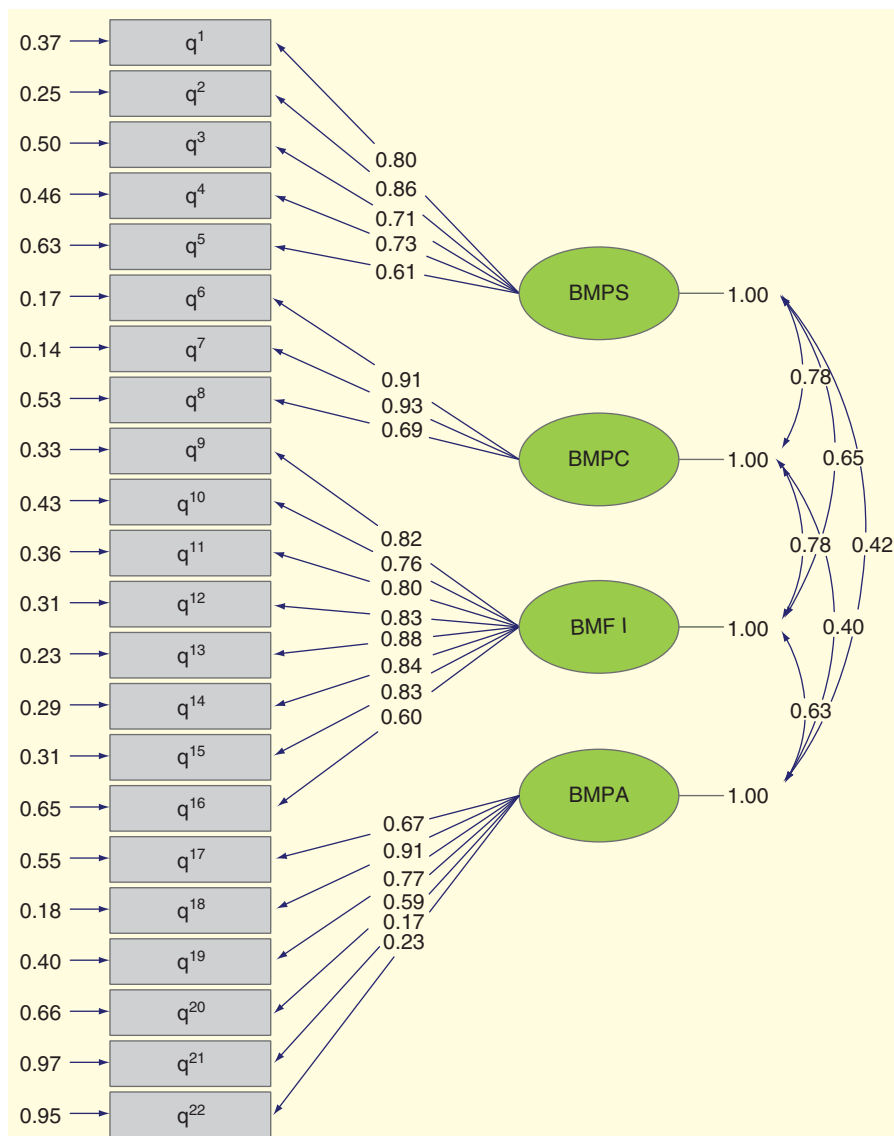 0.37 q1
0.25 q2
0.50 q3
0.46 q4
0.63 q5
0.17 q6
0.14 q7
0.53 q8
0.33 q9
0.43 q10
0.36 q11
0.31 q12
0.23 q13
0.29 q14
0.31 q15
0.65 q16
0.55 q17
0.18 q18
0.40 q19
0.66 q20
0.97 q21
0.95 q22
0.80
0.86
0.71
0.73
0.61
0.91
0.93
0.69
0.82
0.76
0.80
0.83
0.88
0.84
0.83
0.60
0.67
0.91
0.77
0.59
0.17
0.23
BMPS 1.00
BMPC 1.00
BMF I 1.00
BMPA 1.00
0.78
0.65
0.78
0.42
0.40
0.63